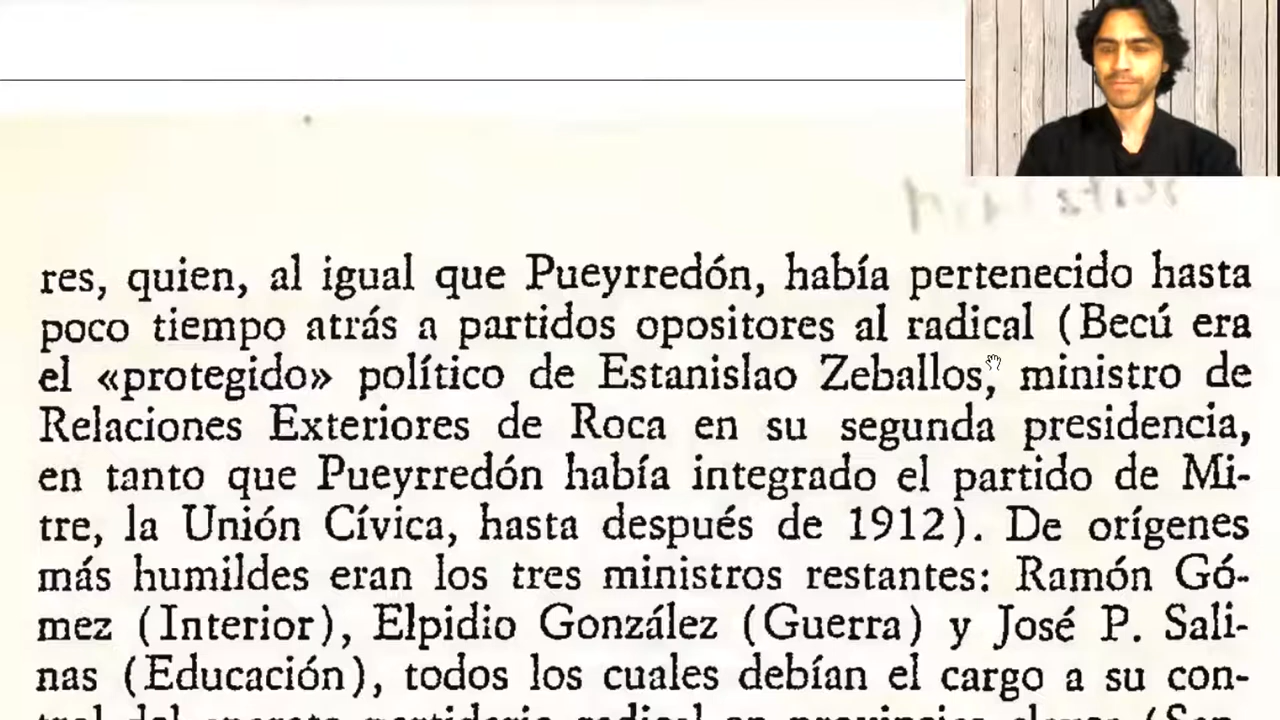 res, quien, al igual que Pueyrredón, había pertenecido hasta
poco tiempo atrás a partidos opositores al radical (Becú era
el «protegido» político de Estanislao Zeballos, ministro de
Relaciones Exteriores de Roca en su segunda presidencia,
en tanto que Pueyrredón había integrado el partido de Mi-
tre, la Unión Cívica, hasta después de 1912). De orígenes
más humildes eran los tres ministros restantes: Ramón Gó-
mez (Interior), Elpidio González (Guerra) y José P. Sali-
nas (Educación), todos los cuales debían el cargo a su con-